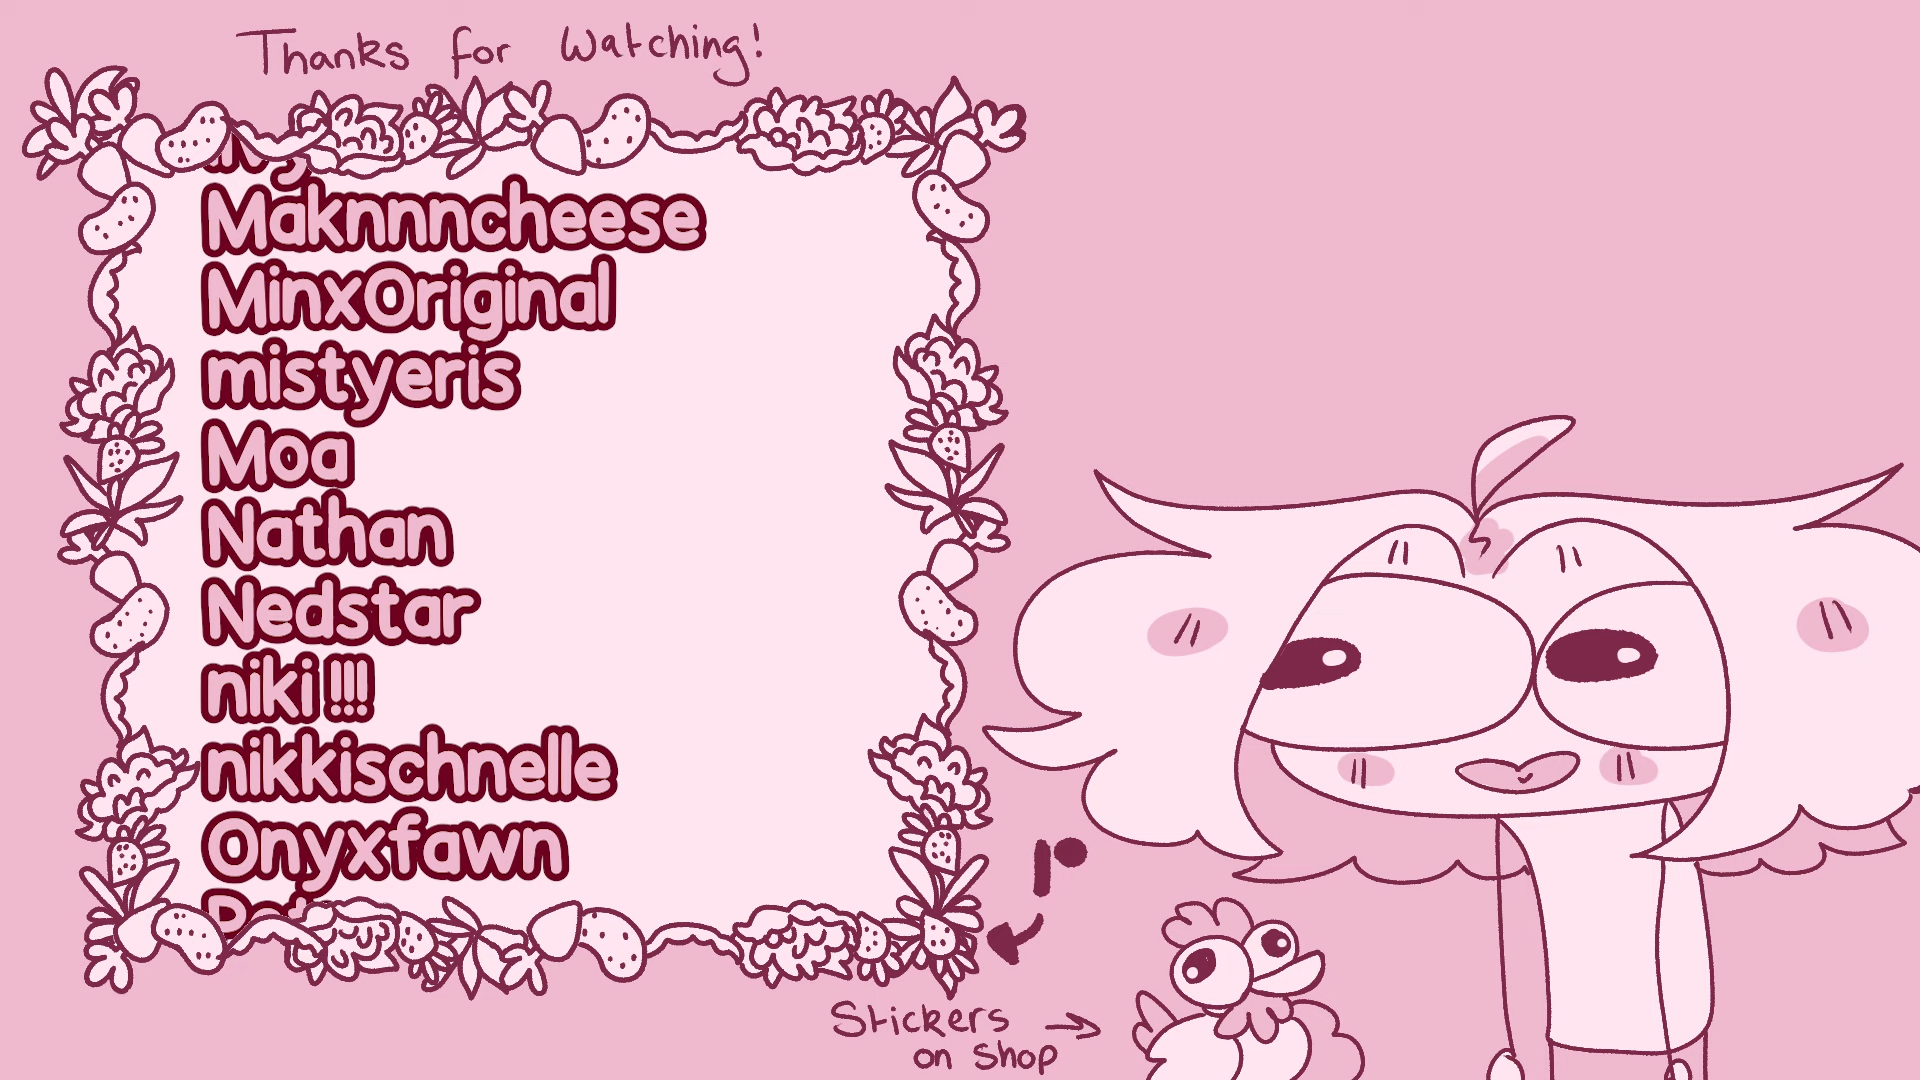 Thanks for Watching!
Maknnncheese
MinxOriginal
mistyeris
Moa
Nathan
Nedstar
niki !!!
nikkischnelle
Onyxfawn
Stickers
on Shop